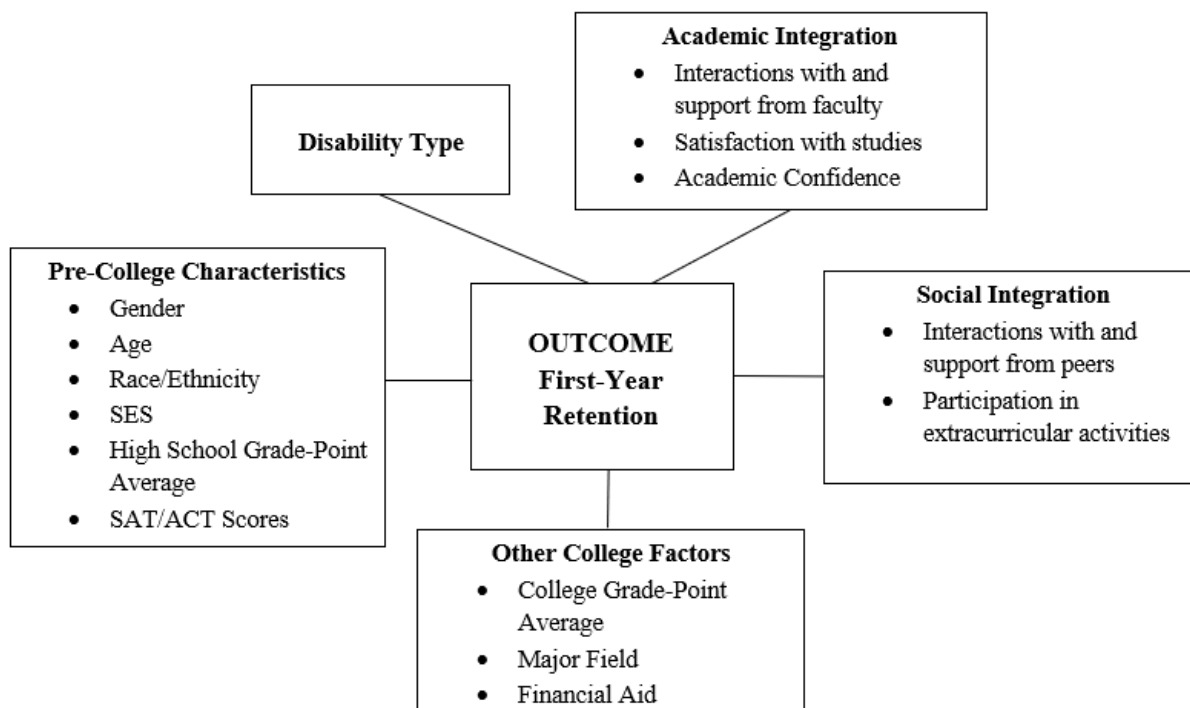 Academic Integration
• Interactions with and
support from faculty
• Satisfaction with studies
• Academic Confidence
Disability Type
Pre-College Characteristics
• Gender
• Age
• Race/Ethnicity
• SES
• High School Grade-Point
Average
• SAT/ACT Scores
OUTCOME
First-Year
Retention
Social Integration
• Interactions with and
support from peers
• Participation in
extracurricular activities
Other College Factors
• College Grade-Point
Average
• Major Field
• Financial Aid